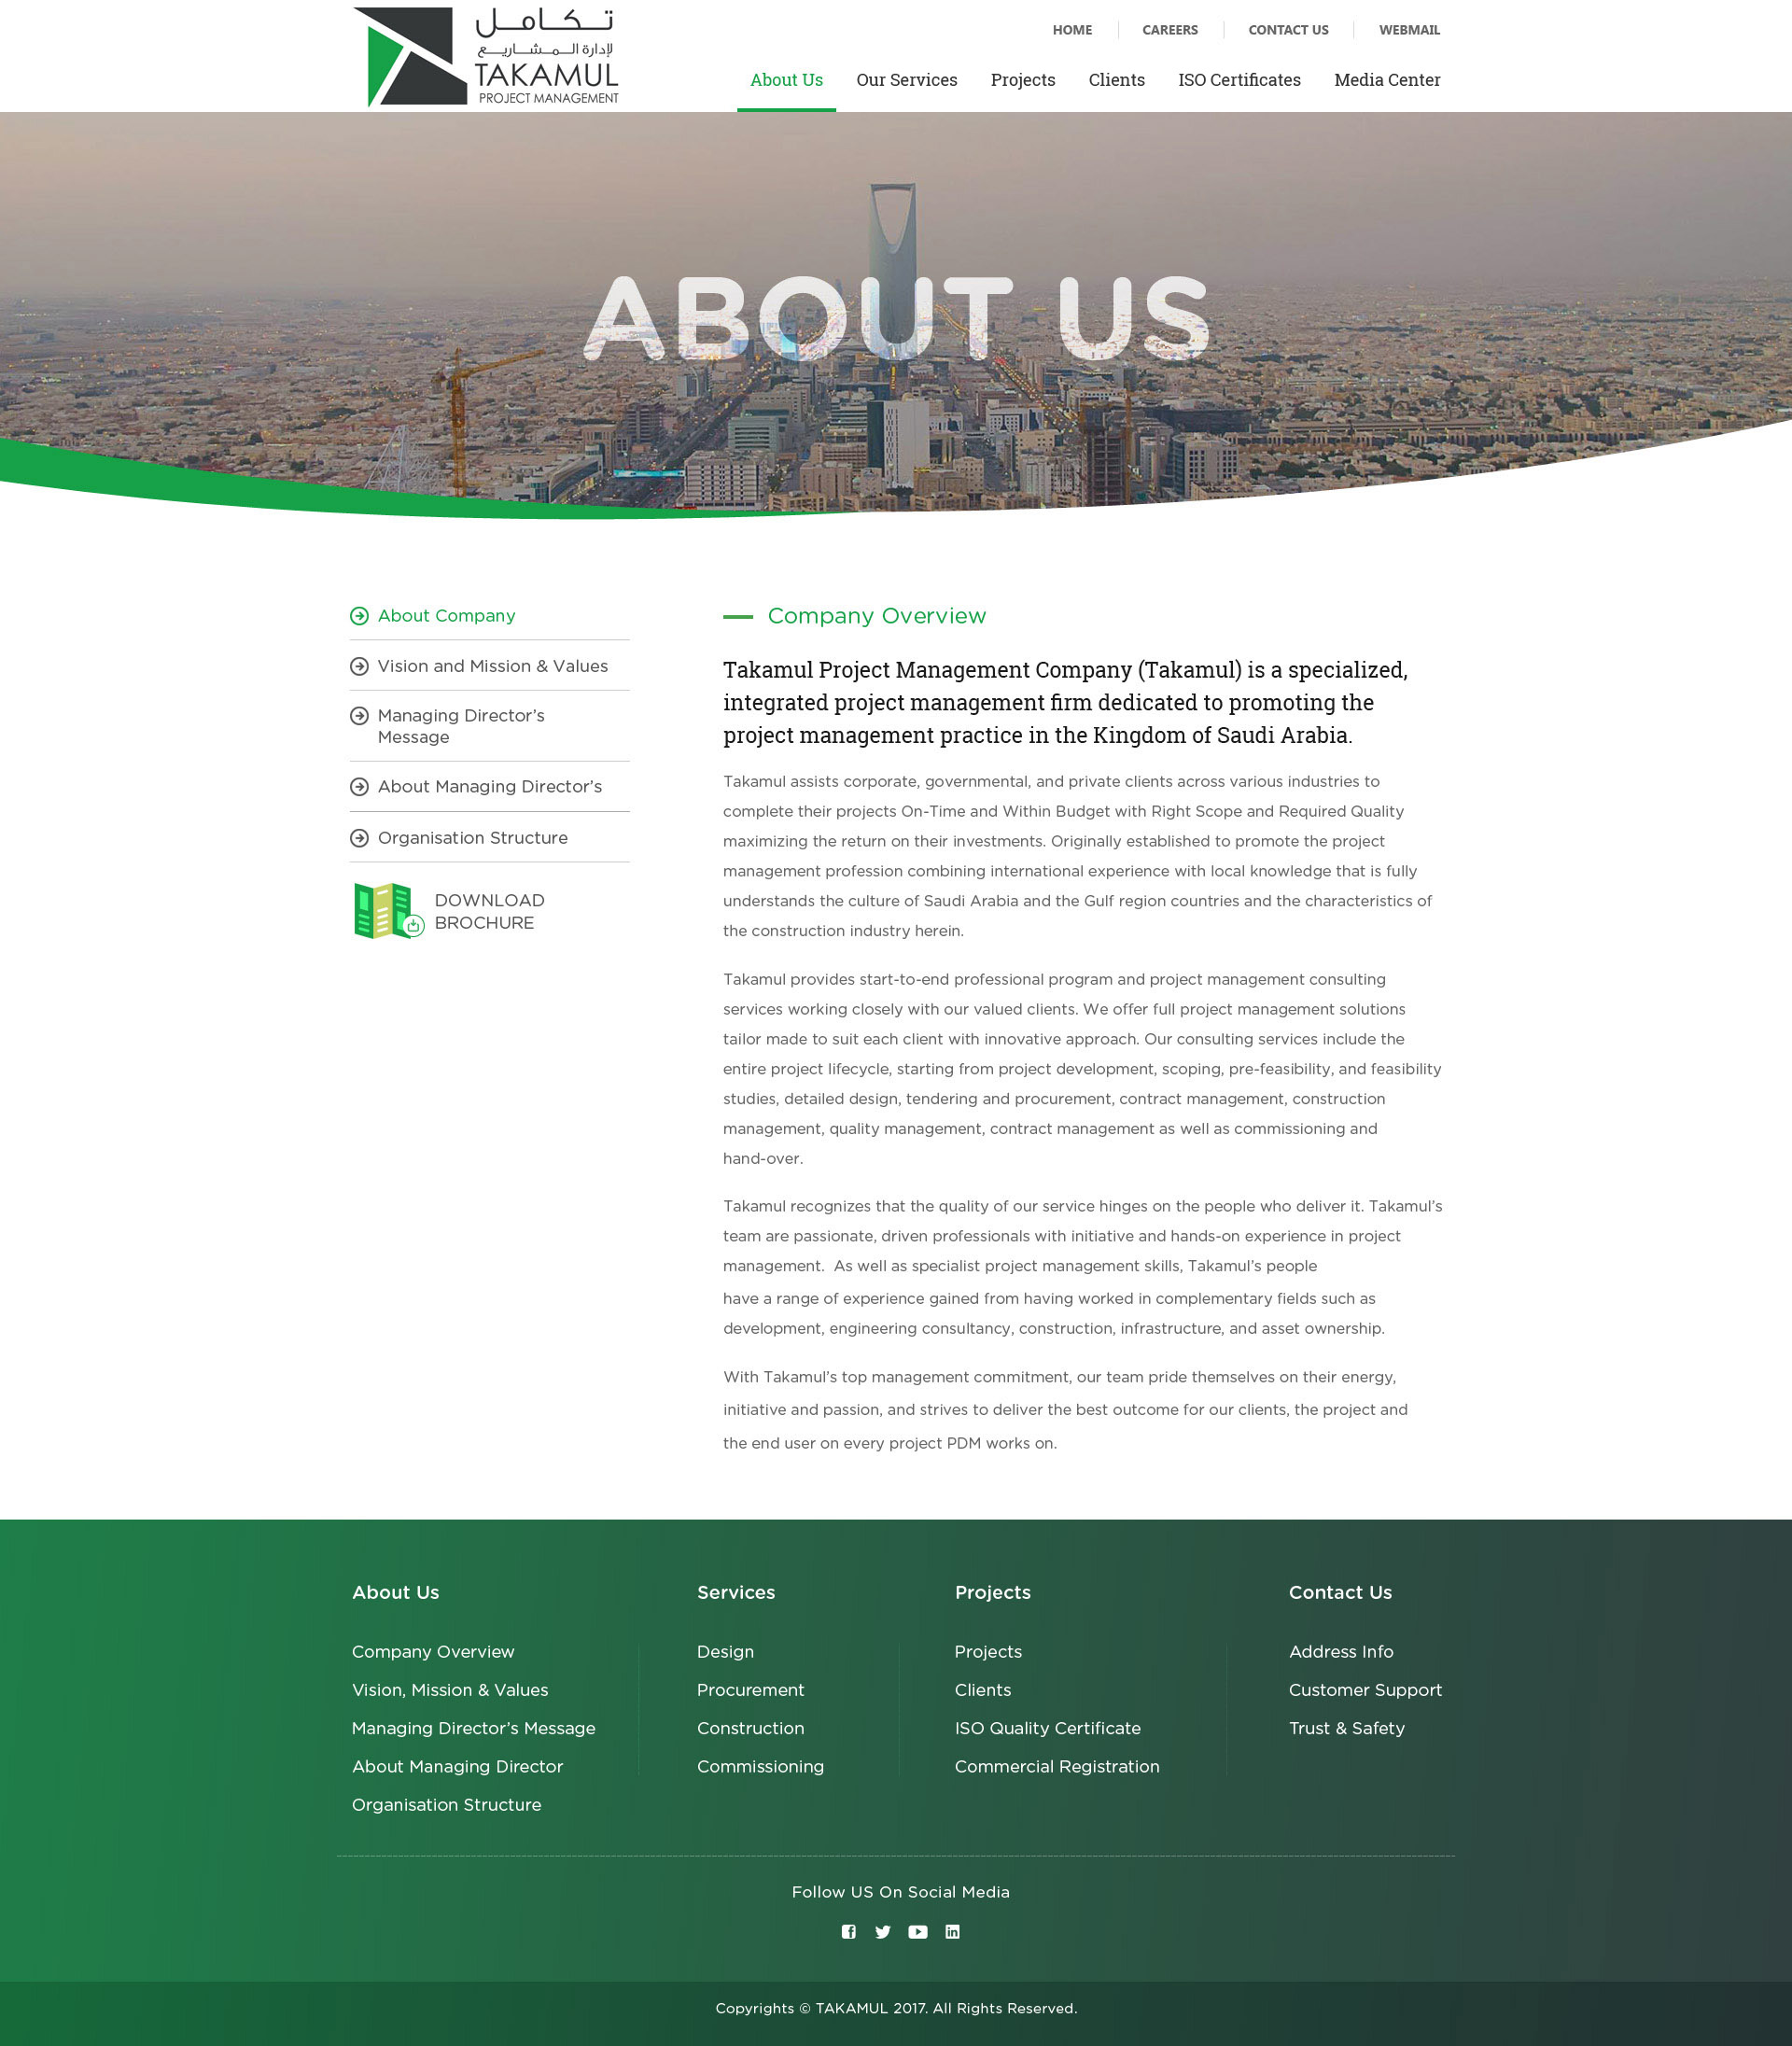 تكامل
لإدارة المشاريع
TAKAMUL
PROJECT MANAGEMENT
HOME
CAREERS
CONTACT US
WEBMAIL
About Us
Our Services
Projects
Clients
ISO Certificates
Media Center
ABOUT US
About Company
Vision and Mission & Values
Managing Director’s
Message
About Managing Director’s
Organisation Structure
DOWNLOAD
BROCHURE
Company Overview
Takamul Project Management Company (Takamul) is a specialized,
integrated project management firm dedicated to promoting the
project management practice in the Kingdom of Saudi Arabia.
Takamul assists corporate, governmental, and private clients across various industries to
complete their projects On-Time and Within Budget with Right Scope and Required Quality
maximizing the return on their investments. Originally established to promote the project
management profession combining international experience with local knowledge that is fully
understands the culture of Saudi Arabia and the Gulf region countries and the characteristics of
the construction industry herein.
Takamul provides start-to-end professional program and project management consulting
services working closely with our valued clients. We offer full project management solutions
tailor made to suit each client with innovative approach. Our consulting services include the
entire project lifecycle, starting from project development, scoping, pre-feasibility, and feasibility
studies, detailed design, tendering and procurement, contract management, construction
management, quality management, contract management as well as commissioning and
hand-over.
Takamul recognizes that the quality of our service hinges on the people who deliver it. Takamul’s
team are passionate, driven professionals with initiative and hands-on experience in project
management.  As well as specialist project management skills, Takamul’s people
have a range of experience gained from having worked in complementary fields such as
development, engineering consultancy, construction, infrastructure, and asset ownership.
With Takamul’s top management commitment, our team pride themselves on their energy,
initiative and passion, and strives to deliver the best outcome for our clients, the project and
the end user on every project PDM works on.
About Us
Company Overview
Vision, Mission & Values
Managing Director’s Message
About Managing Director
Organisation Structure
Services
Design
Procurement
Construction
Commissioning
Projects
Projects
Clients
ISO Quality Certificate
Commercial Registration
Contact Us
Address Info
Customer Support
Trust & Safety
Follow US On Social Media
Copyrights © TAKAMUL 2017. All Rights Reserved.